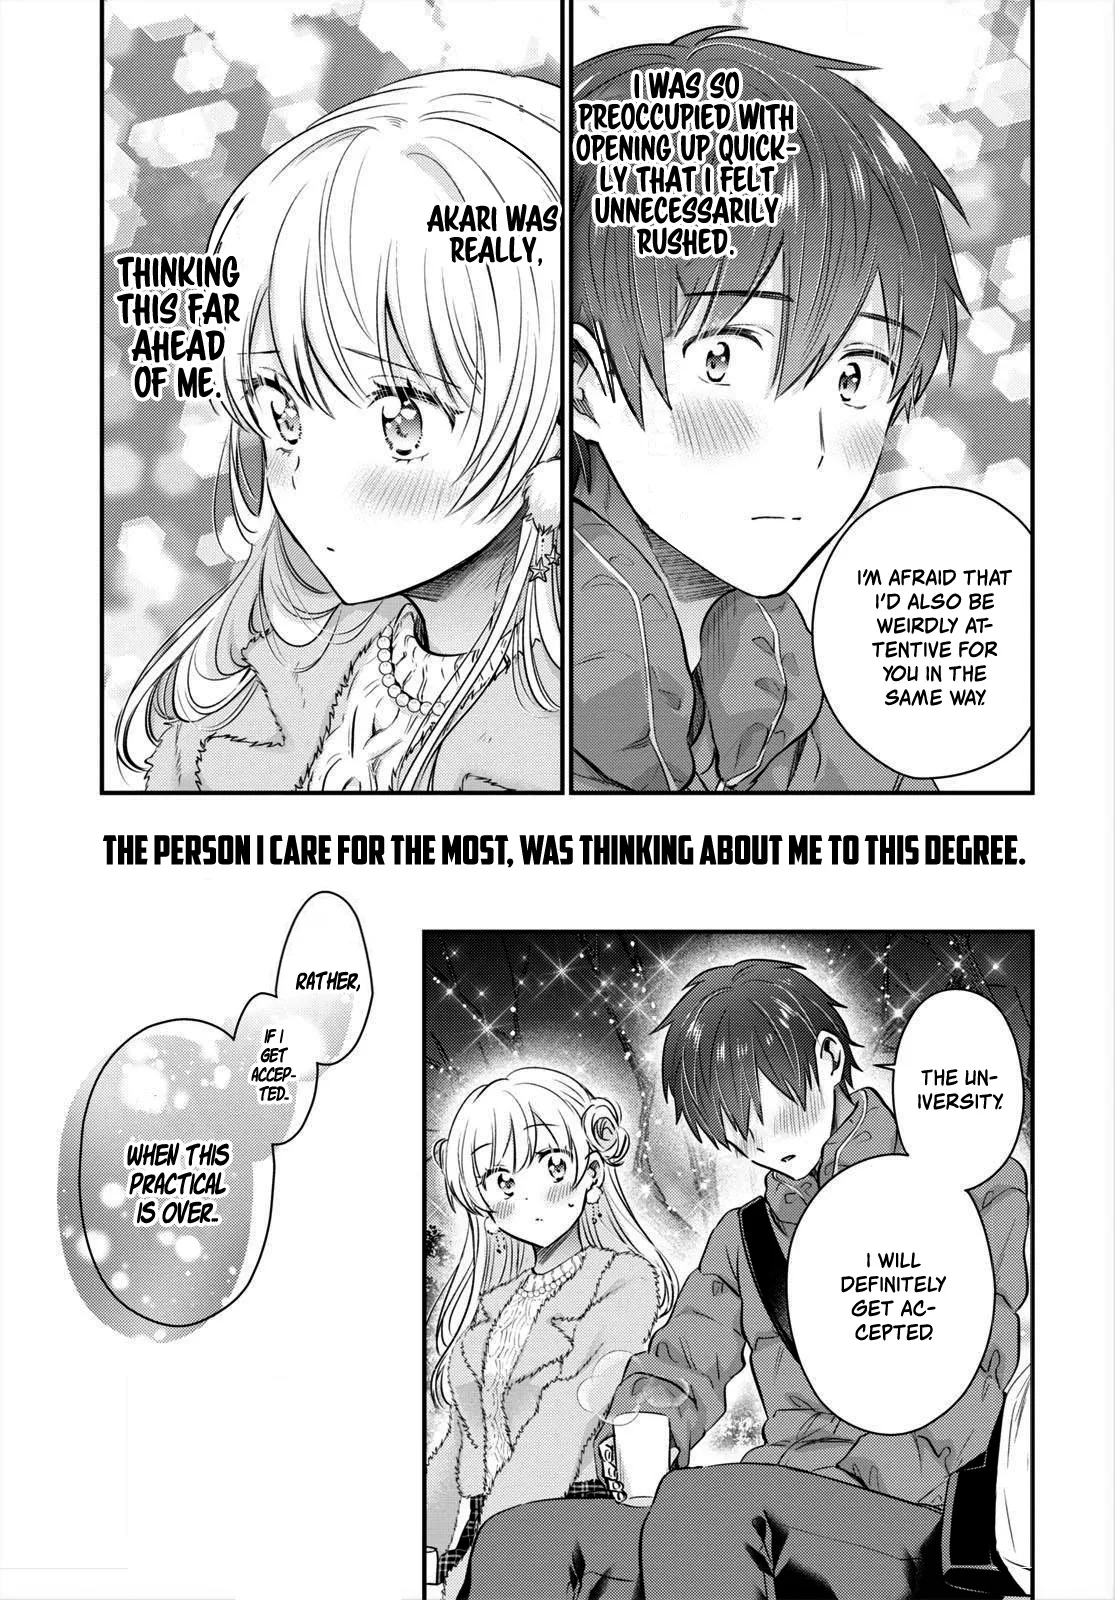 I WAS SO
PREOCCUPIED WITH
OPENING UP QUICK-
LY THAT I FELT
UNNECESSARILY
RUSHED.
I'M AFRAID THAT
I'D ALSO BE
WEIRDLY AT-
TENTIVE FOR
YOU IN THE
SAME WAY.
AKARI WAS
REALLY,
THINKING
THIS FAR
AHEAD
OF ME.
THE PERSON I CARE FOR THE MOST, WAS THINKING ABOUT ME TO THIS DEGREE.
THE UN-
IVERSITY.
I WILL
DEFINITELY
GET AC-
CEPTED.
RATHER,
IF I
GET
ACCEP-
TED..
WHEN THIS
PRACTICAL
IS OVER..